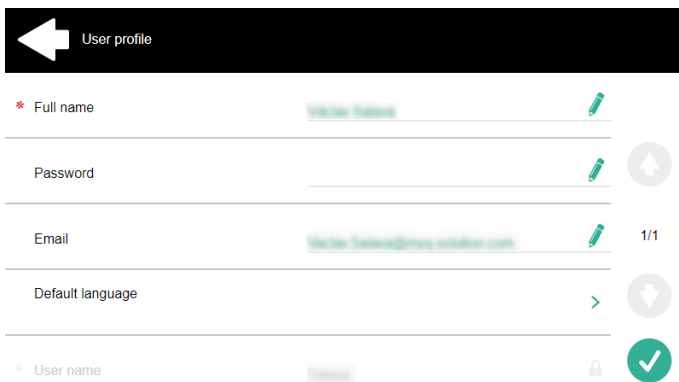 User profile
* Full name
Password
Email
1/1
Default language
* User name